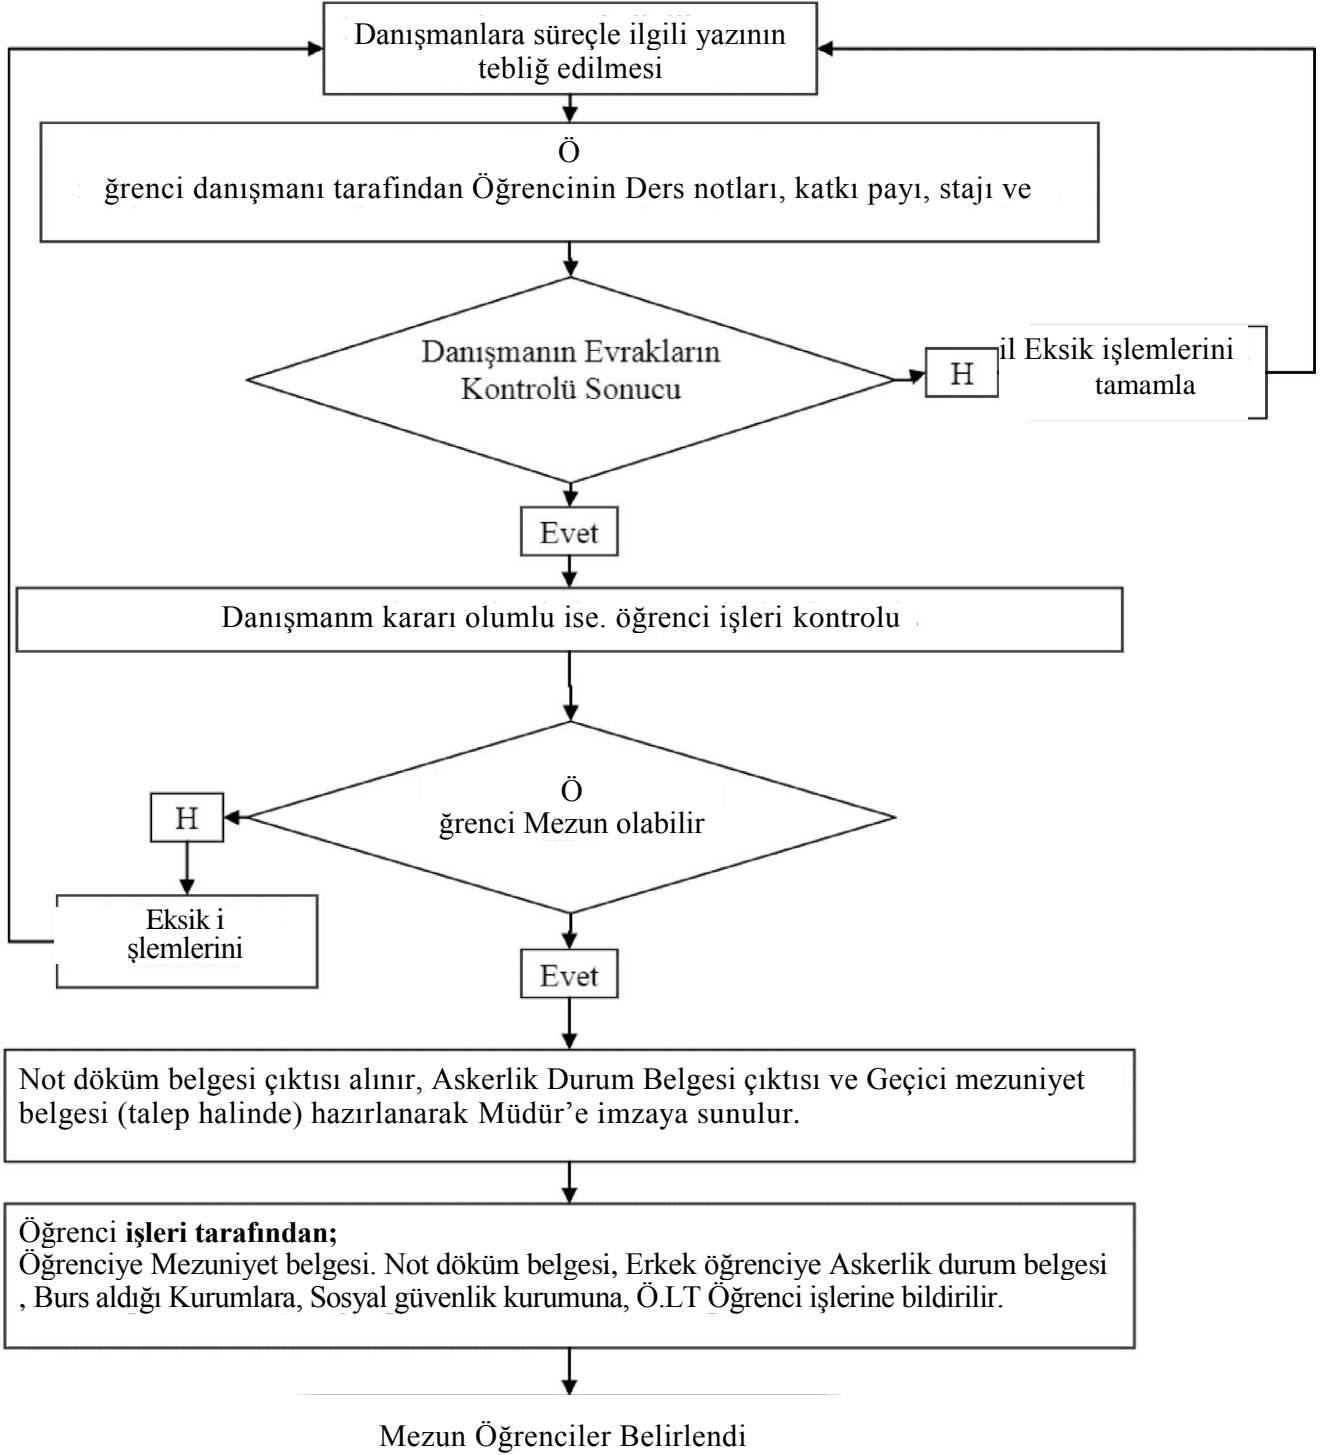 Danışmanlara süreçle ilgili yazının
tebliğ edilmesi
Ö
ğrenci danışmanı tarafindan Öğrencinin Ders notları, katkı payı, stajı ve
Danışmanın Evrakların
Kontrolü Sonucu
H
il Eksik işlemlerini
tamamla
Evet
Danışmanm kararı olumlu ise. öğrenci işleri kontrolu
Ö
ğrenci Mezun olabilir
H
Eksik i
şlemlerini
Evet
Not döküm belgesi çıktısı alınır, Askerlik Durum Belgesi çıktısı ve Geçici mezuniyet
belgesi (talep halinde) hazırlanarak Müdür’e imzaya sunulur.
Öğrenci işleri tarafından;
Öğrenciye Mezuniyet belgesi. Not döküm belgesi, Erkek öğrenciye Askerlik durum belgesi
, Burs aldığı Kurumlara, Sosyal güvenlik kurumuna, Ö.LT Öğrenci işlerine bildirilir.
Mezun Öğrenciler Belirlendi